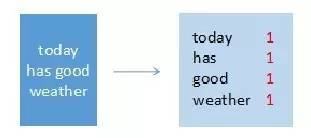 today
has good
weather
today 1
has 1
good 1
weather 1